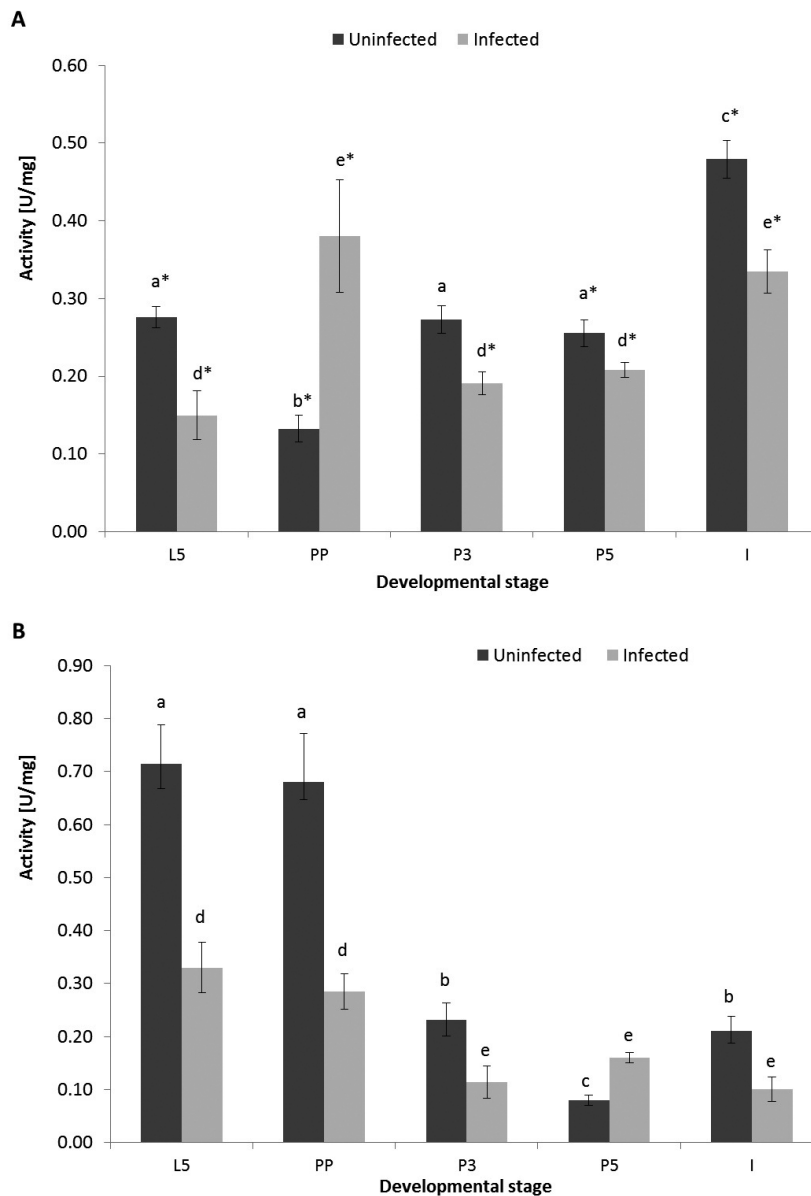 A
Uninfected Infected
0.60
0.50
0.40
0.30
0.20
0.10
0.00
Activity [U/mg]
a* d* b* e* a d* a* d* c* e*
L5 PP P3 P5 I
Developmental stage
B
Uninfected Infected
0.90
0.80
0.70
0.60
0.50
0.40
0.30
0.20
0.10
0.00
Activity [U/mg]
a d a d b e c e b e
L5 PP P3 P5 I
Developmental stage